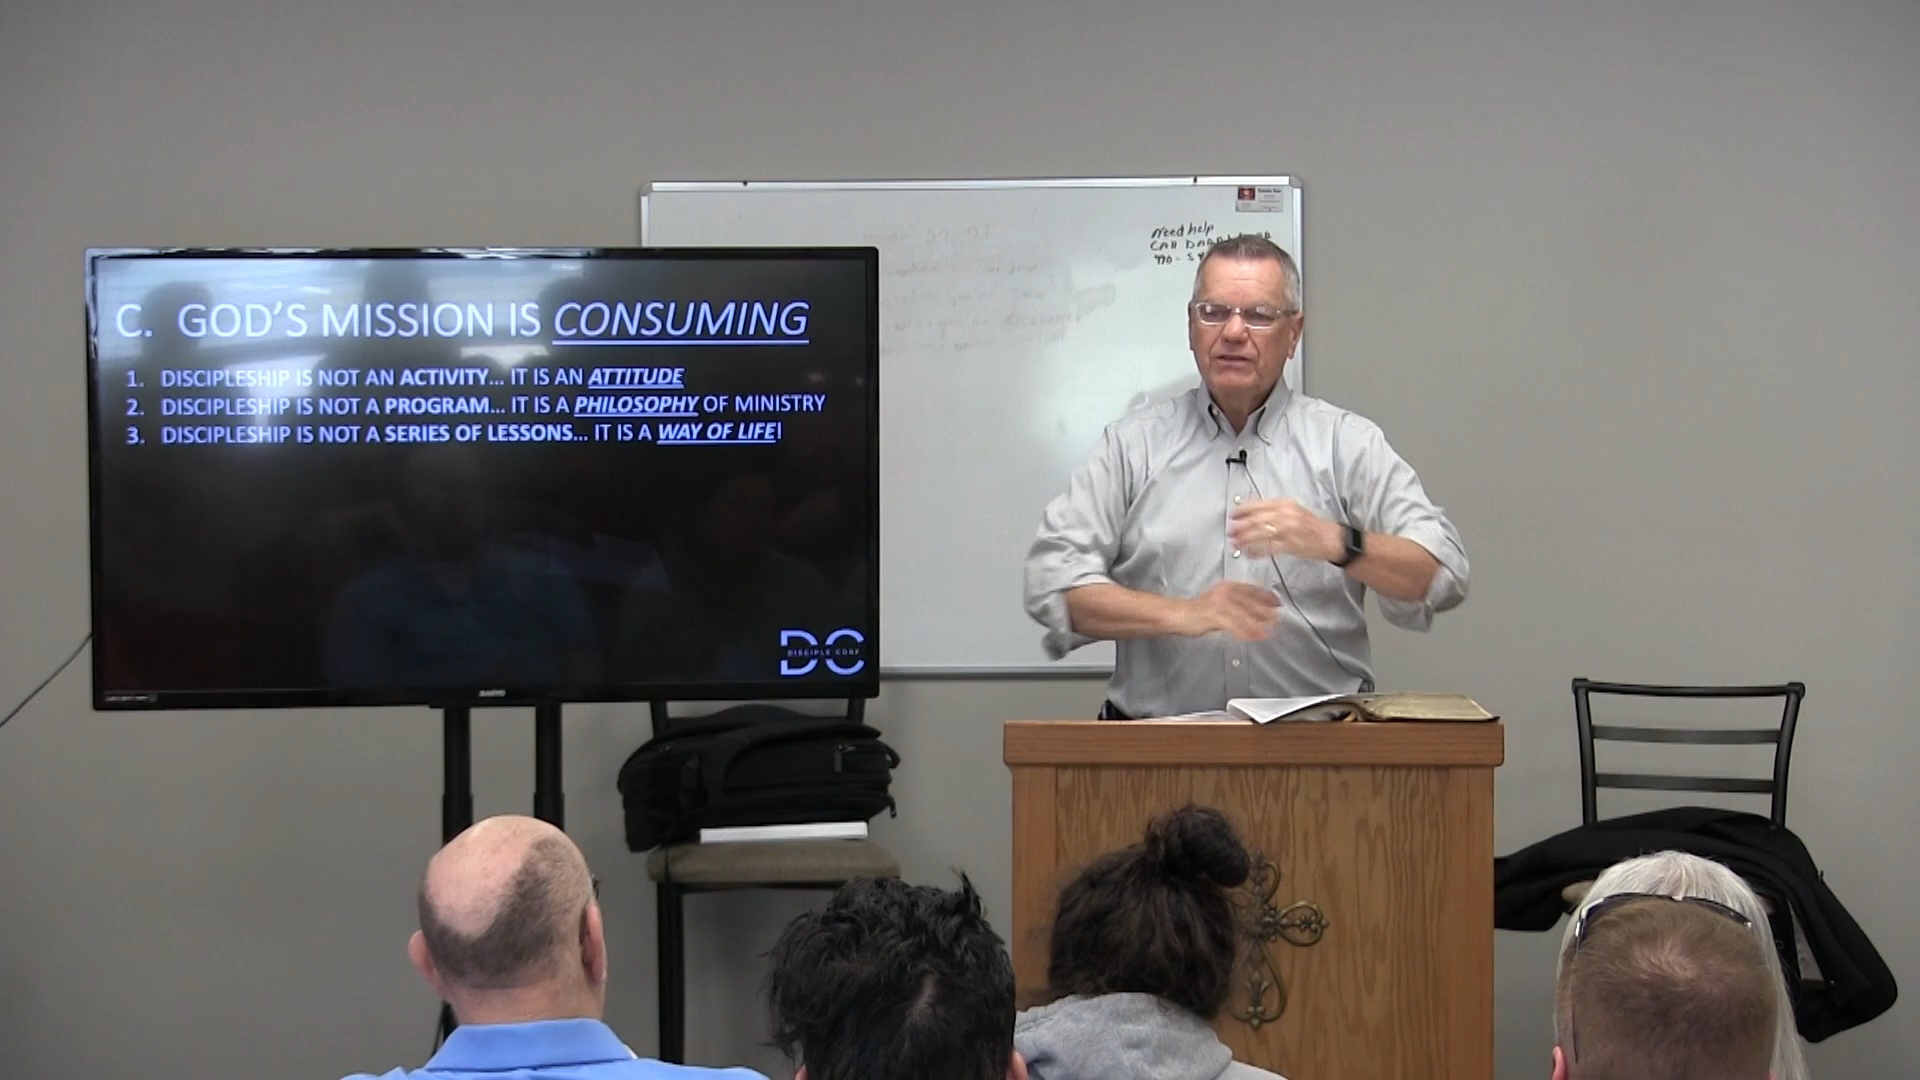 C. GOD'S MISSION IS CONSUMING
1. DISCIPLESHIP IS NOT AN ACTIVITY... IT IS AN ATTITUDE
2. DISCIPLESHIP IS NOT A PROGRAM... IT IS A PHILOSOPHY OF MINISTRY
3. DISCIPLESHIP IS NOT A SERIES OF LESSONS... IT IS A WAY OF LIFE!
DC
DISCIPLE CONF
SANYO
Need help
CAll